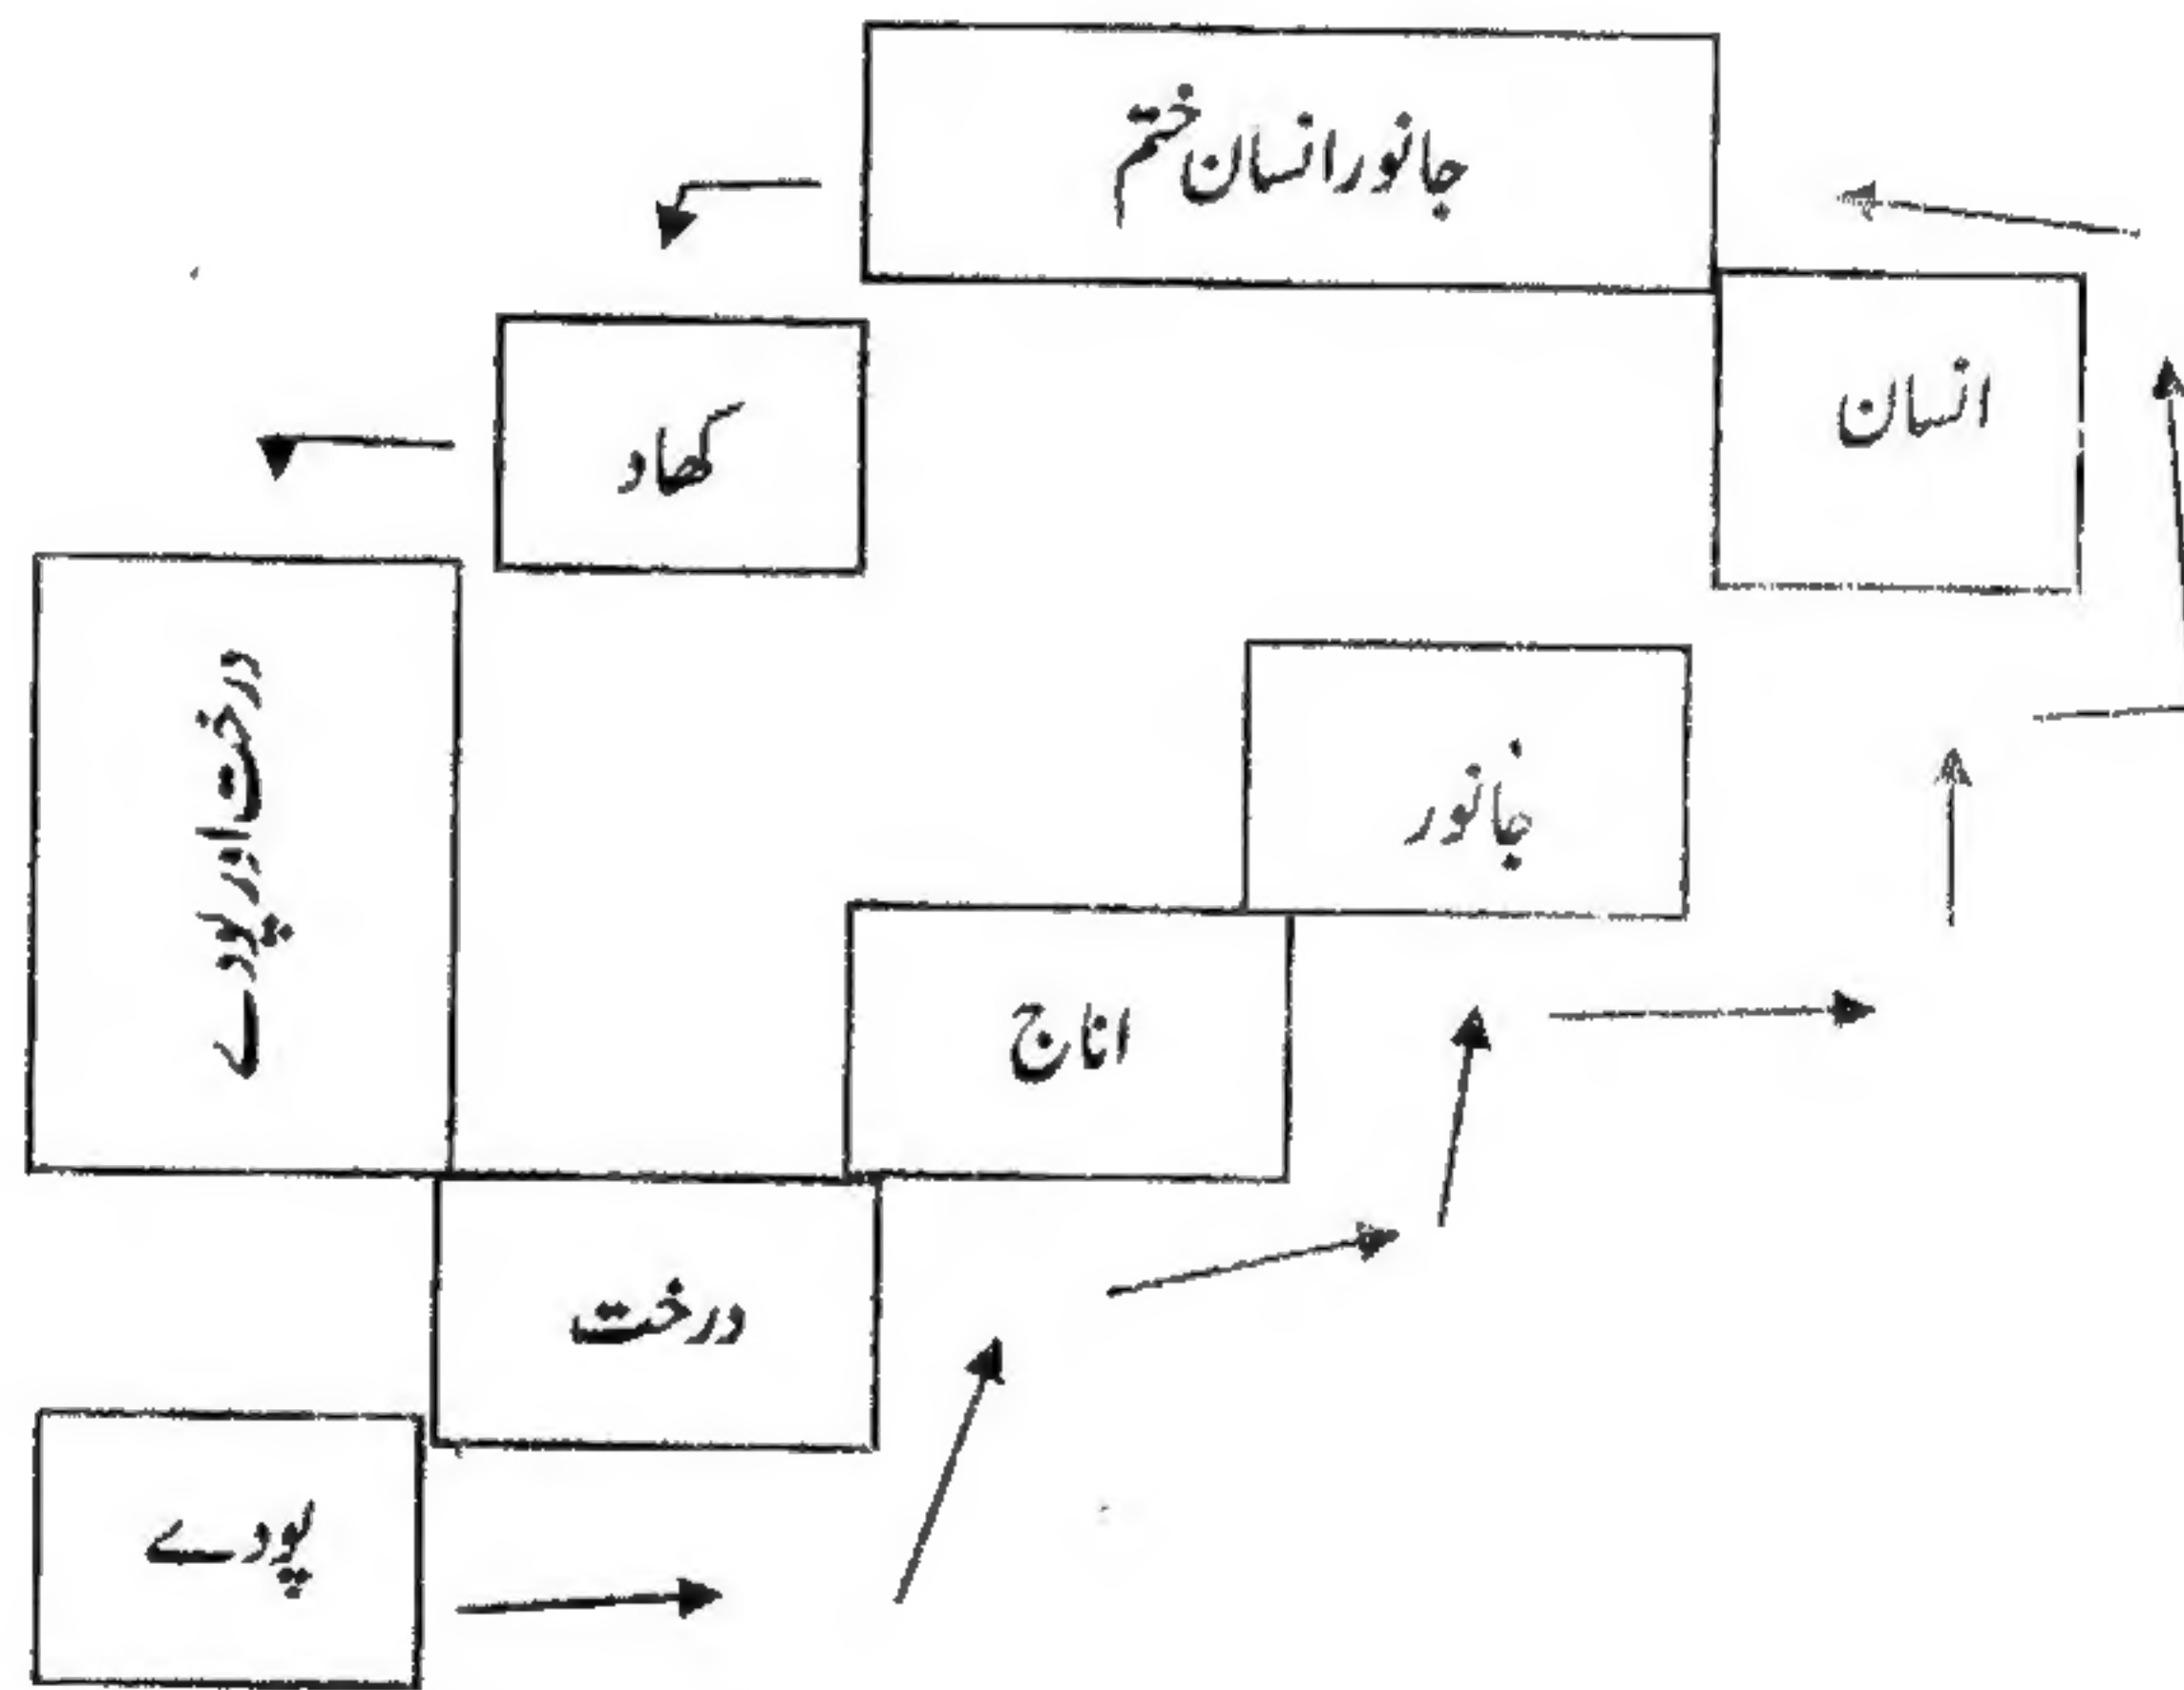 جانور انسان ختم
انسان
کھاد
درخت اور پودے
جانور
اناج
درخت
پودے